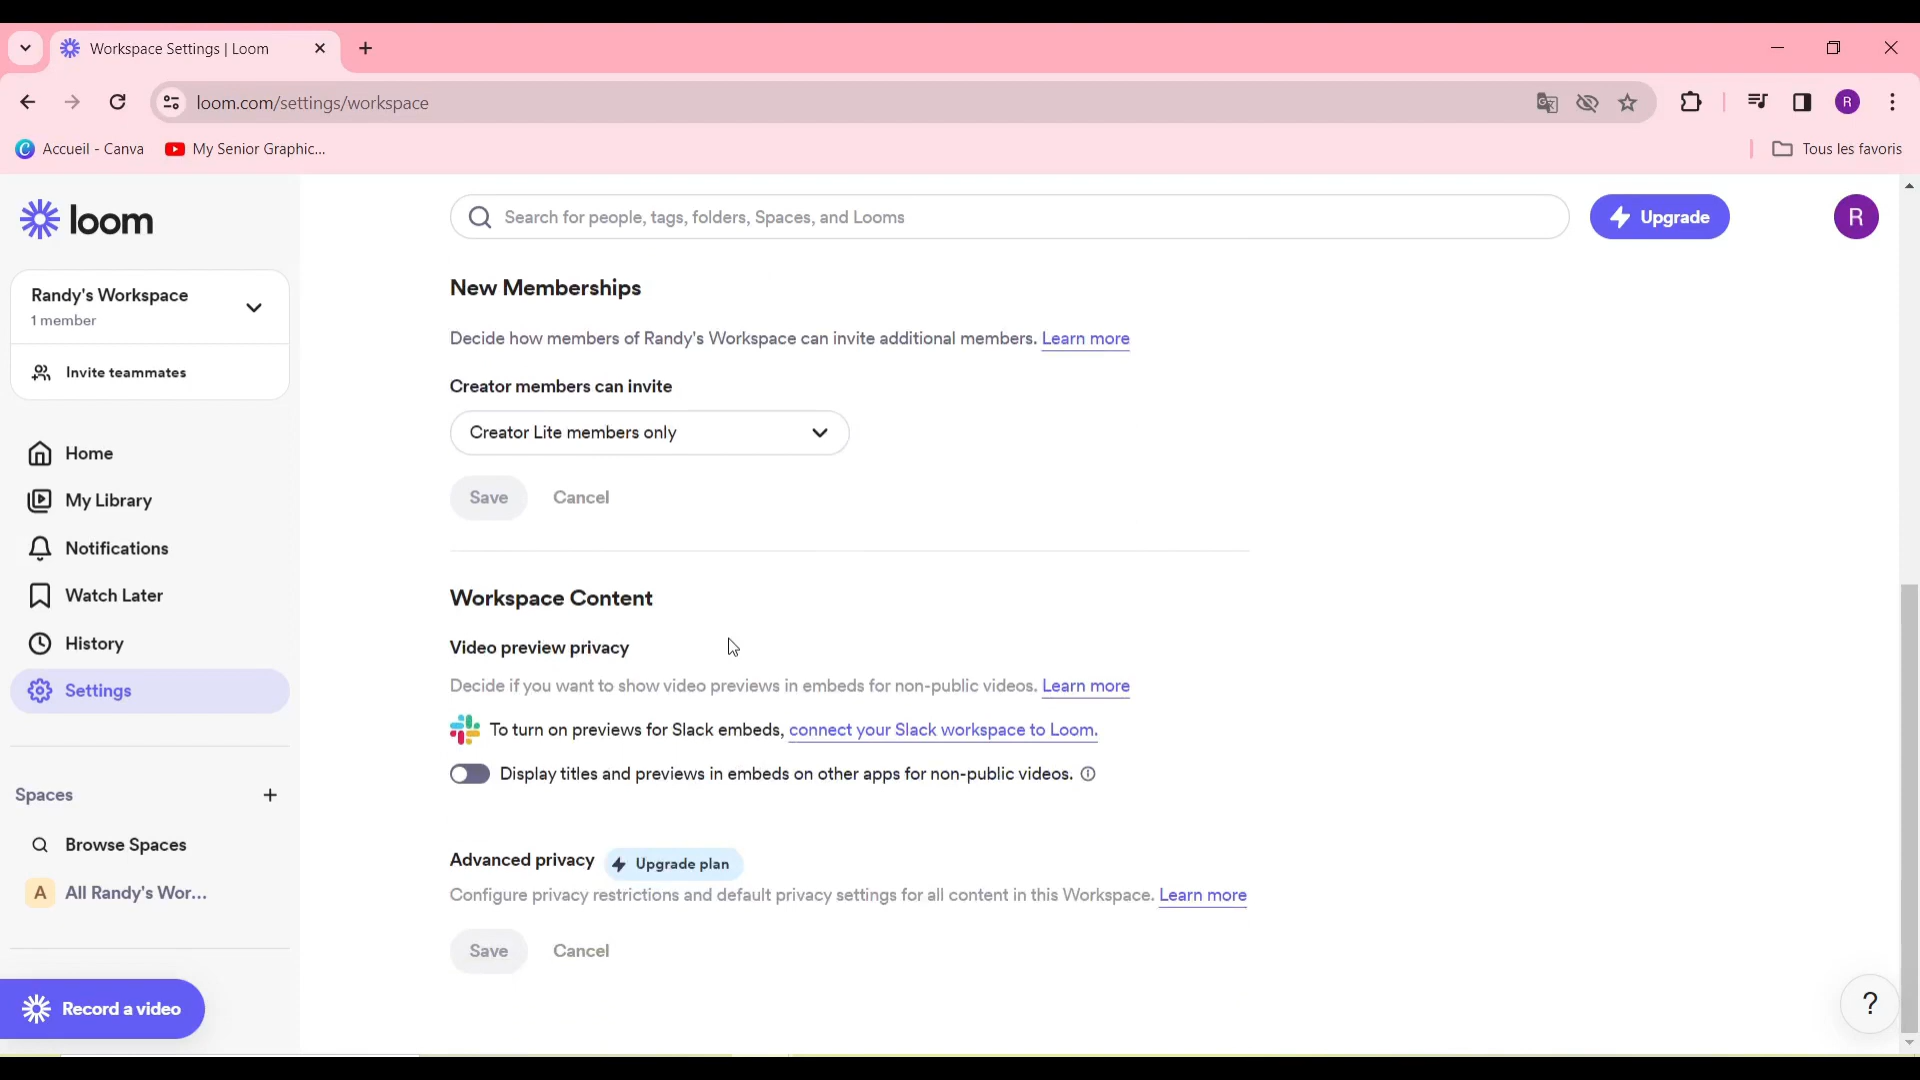 Workspace Settings | Loom
loom.com/settings/workspace
R
Accueil - Canva
My Senior Graphic...
Tous les favoris
loom
Search for people, tags, folders, Spaces, and Looms
Upgrade
R
Randy's Workspace
1 member
Invite teammates
Home
My Library
Notifications
Watch Later
History
Settings
Spaces
Browse Spaces
A All Randy's Wor...
Record a video
New Memberships
Decide how members of Randy's Workspace can invite additional members. Learn more
Creator members can invite
Creator Lite members only
Save Cancel
Workspace Content
Video preview privacy
Decide if you want to show video previews in embeds for non-public videos. Learn more
To turn on previews for Slack embeds, connect your Slack workspace to Loom.
Display titles and previews in embeds on other apps for non-public videos.
Advanced privacy Upgrade plan
Configure privacy restrictions and default privacy settings for all content in this Workspace. Learn more
Save Cancel
?